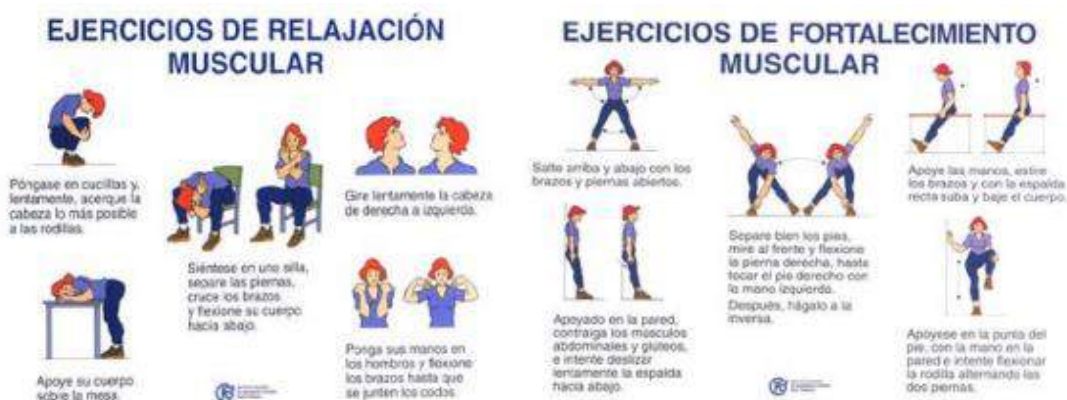 EJERCICIOS DE RELAJACIÓN
MUSCULAR
Póngase en cuclillas y,
lentamente, acerque la
cabeza lo más posible
a las rodillas.
Siéntese en una silla,
separe las piernas,
cruce los brazos
y flexione su cuerpo
hacia abajo.
Gire lentamente la cabeza
de derecha a izquierda.
Apoye su cuerpo
sobre la mesa.
Ponga sus manos en
los hombros y flexione
los brazos hasta que
se junten los codos.
EJERCICIOS DE FORTALECIMIENTO
MUSCULAR
Salte arriba y abajo con los
brazos y piernas abiertos.
Separe bien los pies,
mire al frente y flexione
la pierna derecha, hasta
tocar el pie derecho con
la mano izquierda.
Después, hágalo a la
inversa.
Apoye las manos, estire
los brazos y con la espalda
recta suba y baje el cuerpo.
Apoyado en la pared,
contraiga los músculos
abdominales y glúteos,
e intente deslizar
lentamente la espalda
hacia abajo.
Apóyese en la punta del
pie, con la mano en la
pared e intente flexionar
la rodilla alternando las
dos piernas.